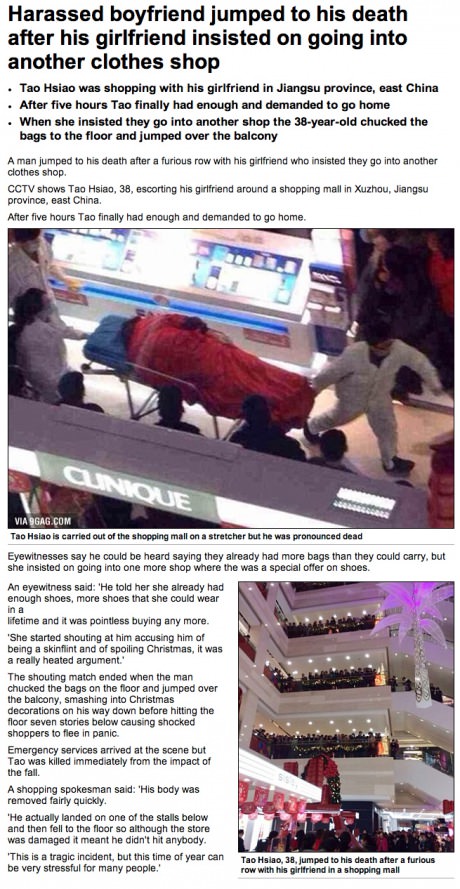 Harassed boyfriend jumped to his death
after his girlfriend insisted on going into
another clothes shop
• Tao Hsiao was shopping with his girlfriend in Jiangsu province, east China
• After five hours Tao finally had enough and demanded to go home
• When she insisted they go into another shop the 38-year-old chucked the
bags to the floor and jumped over the balcony
A man jumped to his death after a furious row with his girlfriend who insisted they go into another
clothes shop.
CCTV shows Tao Hsiao, 38, escorting his girlfriend around a shopping mall in Xuzhou, Jiangsu
province, east China.
After five hours Tao finally had enough and demanded to go home.
CLINIQUE
VIA 9GAG.COM
Tao Hsiao is carried out of the shopping mall on a stretcher but he was pronounced dead
Eyewitnesses say he could be heard saying they already had more bags than they could carry, but
she insisted on going into one more shop where the was a special offer on shoes.
An eyewitness said: 'He told her she already had
enough shoes, more shoes that she could wear
in a
lifetime and it was pointless buying any more.
'She started shouting at him accusing him of
being a skinflint and of spoiling Christmas, it was
a really heated argument.'
The shouting match ended when the man
chucked the bags on the floor and jumped over
the balcony, smashing into Christmas
decorations on his way down before hitting the
floor seven stories below causing shocked
shoppers to flee in panic.
Emergency services arrived at the scene but
Tao was killed immediately from the impact of
the fall.
A shopping spokesman said: 'His body was
removed fairly quickly.
'He actually landed on one of the stalls below
and then fell to the floor so although the store
was damaged it meant he didn't hit anybody.
'This is a tragic incident, but this time of year can
be very stressful for many people.'
Tao Hsiao, 38, jumped to his death after a furious
row with his girlfriend in a shopping mall